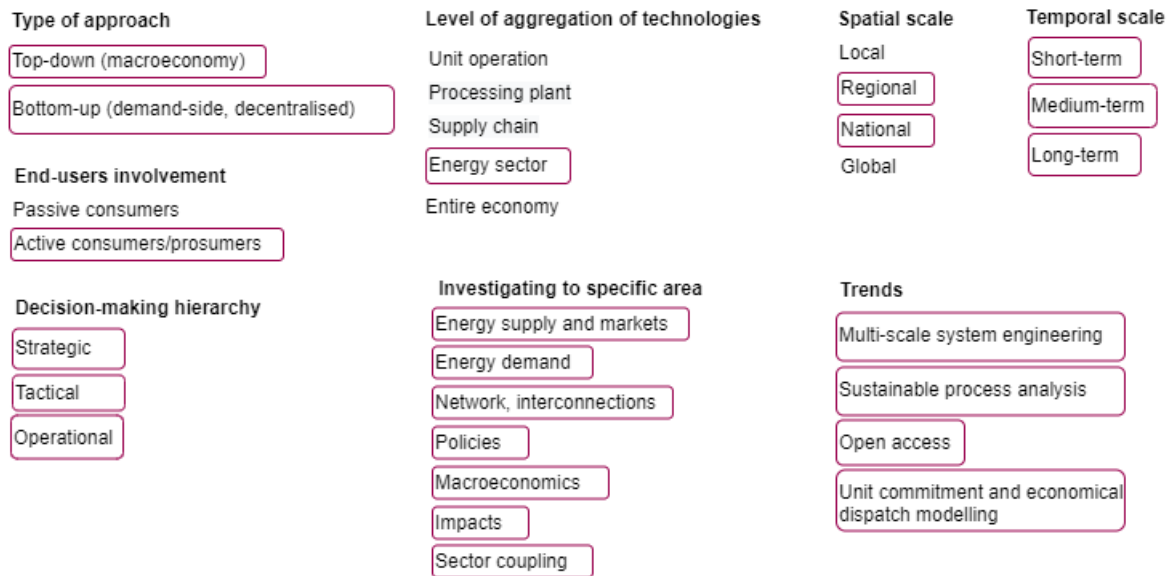 Type of approach
Top-down (macroeconomy)
Bottom-up (demand-side, decentralised)
End-users involvement
Passive consumers
Active consumers/prosumers
Decision-making hierarchy
Strategic
Tactical
Operational
Level of aggregation of technologies
Unit operation
Processing plant
Supply chain
Energy sector
Entire economy
Investigating to specific area
Energy supply and markets
Energy demand
Network, interconnections
Policies
Macroeconomics
Impacts
Sector coupling
Spatial scale
Local
Regional
National
Global
Temporal scale
Short-term
Medium-term
Long-term
Trends
Multi-scale system engineering
Sustainable process analysis
Open access
Unit commitment and economical
dispatch modelling